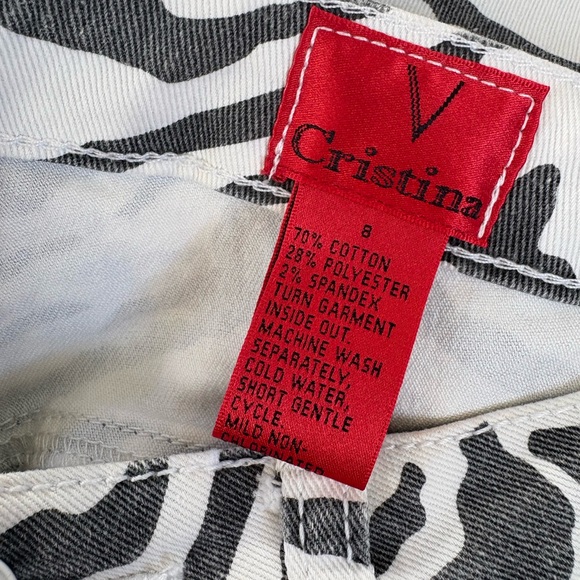 V
Cristina
8
70% COTTON
28% POLYESTER
2% SPANDEX
TURN GARMENT
INSIDE OUT.
MACHINE WASH
SEPARATELY,
COLD WATER,
SHORT GENTLE
CYCLE.
MILD NON-
CHLORINATED